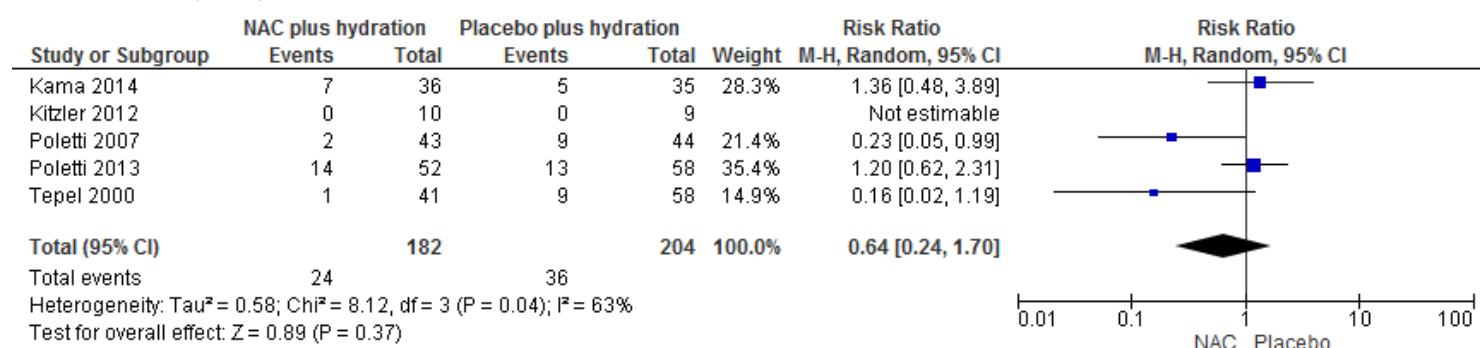 NAC plus hydration Placebo plus hydration Risk Ratio Risk Ratio
Study or Subgroup Events Total Events Total Weight M-H, Random, 95% CI M-H, Random, 95% CI
Kama 2014 7 36 5 35 28.3% 1.36 [0.48, 3.89]
Kitzler 2012 0 10 0 9 Not estimable
Poletti 2007 2 43 9 44 21.4% 0.23 [0.05, 0.99]
Poletti 2013 14 52 13 58 35.4% 1.20 [0.62, 2.31]
Tepel 2000 1 41 9 58 14.9% 0.16 [0.02, 1.19]
Total (95% CI) 182 204 100.0% 0.64 [0.24, 1.70]
Total events 24 36
Heterogeneity: Tau² = 0.58; Chi² = 8.12, df = 3 (P = 0.04); I² = 63%
Test for overall effect: Z = 0.89 (P = 0.37)
0.01 0.1 1 10 100
NAC Placebo